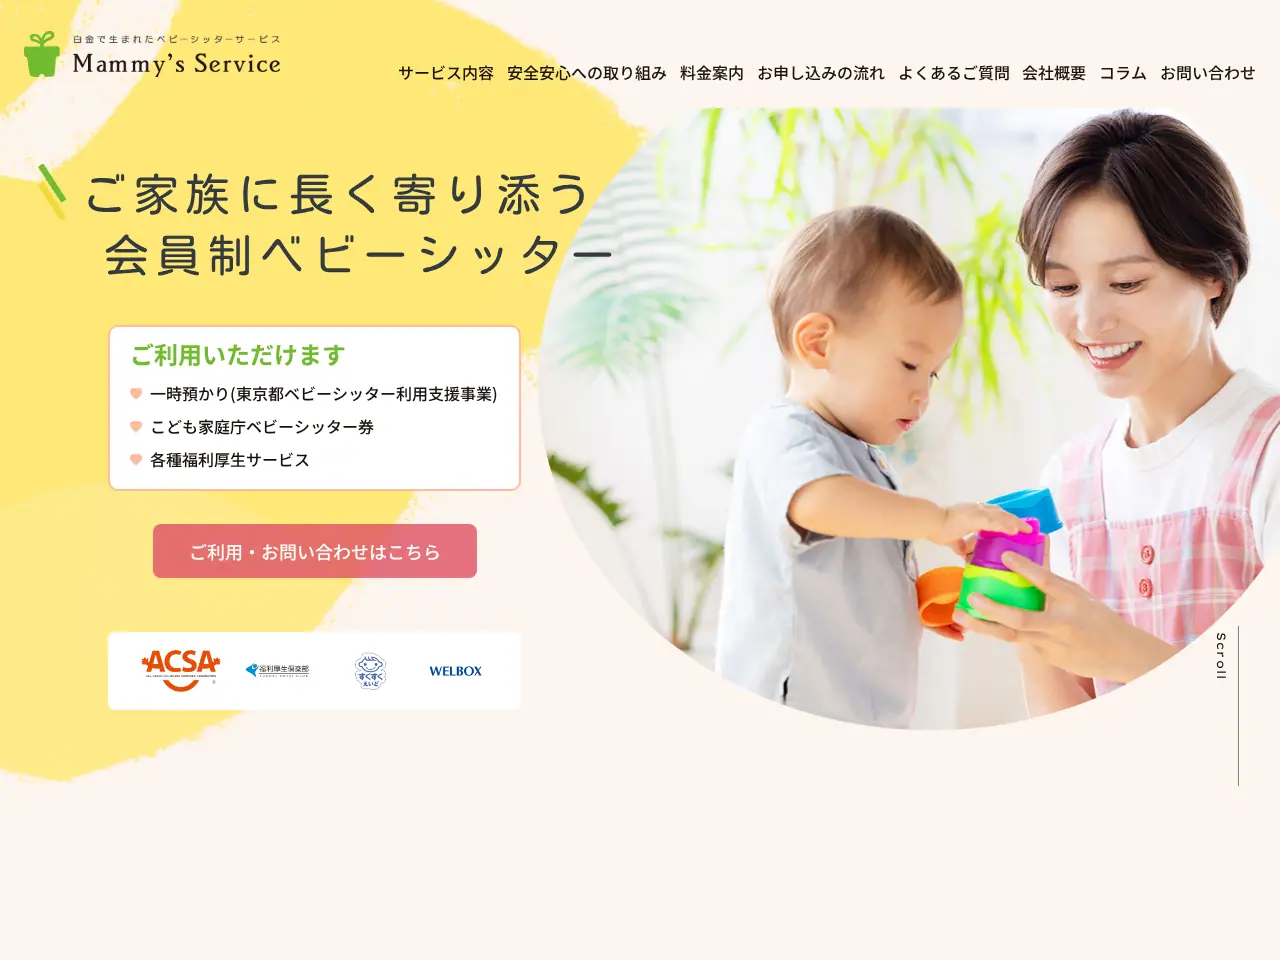 白金で生まれたベビーシッターサービス
Mammy's Service
サービス内容 安全安心への取り組み 料金案内 お申し込みの流れ よくあるご質問 会社概要 コラム お問い合わせ
ご家族に長く寄り添う
会員制ベビーシッター
ご利用いただけます
一時預かり(東京都ベビーシッター利用支援事業)
こども家庭庁ベビーシッター券
各種福利厚生サービス
ご利用・お問い合わせはこちら
ACSA
福利厚生倶楽部
すくすく
えいど
WELBOX
Scroll